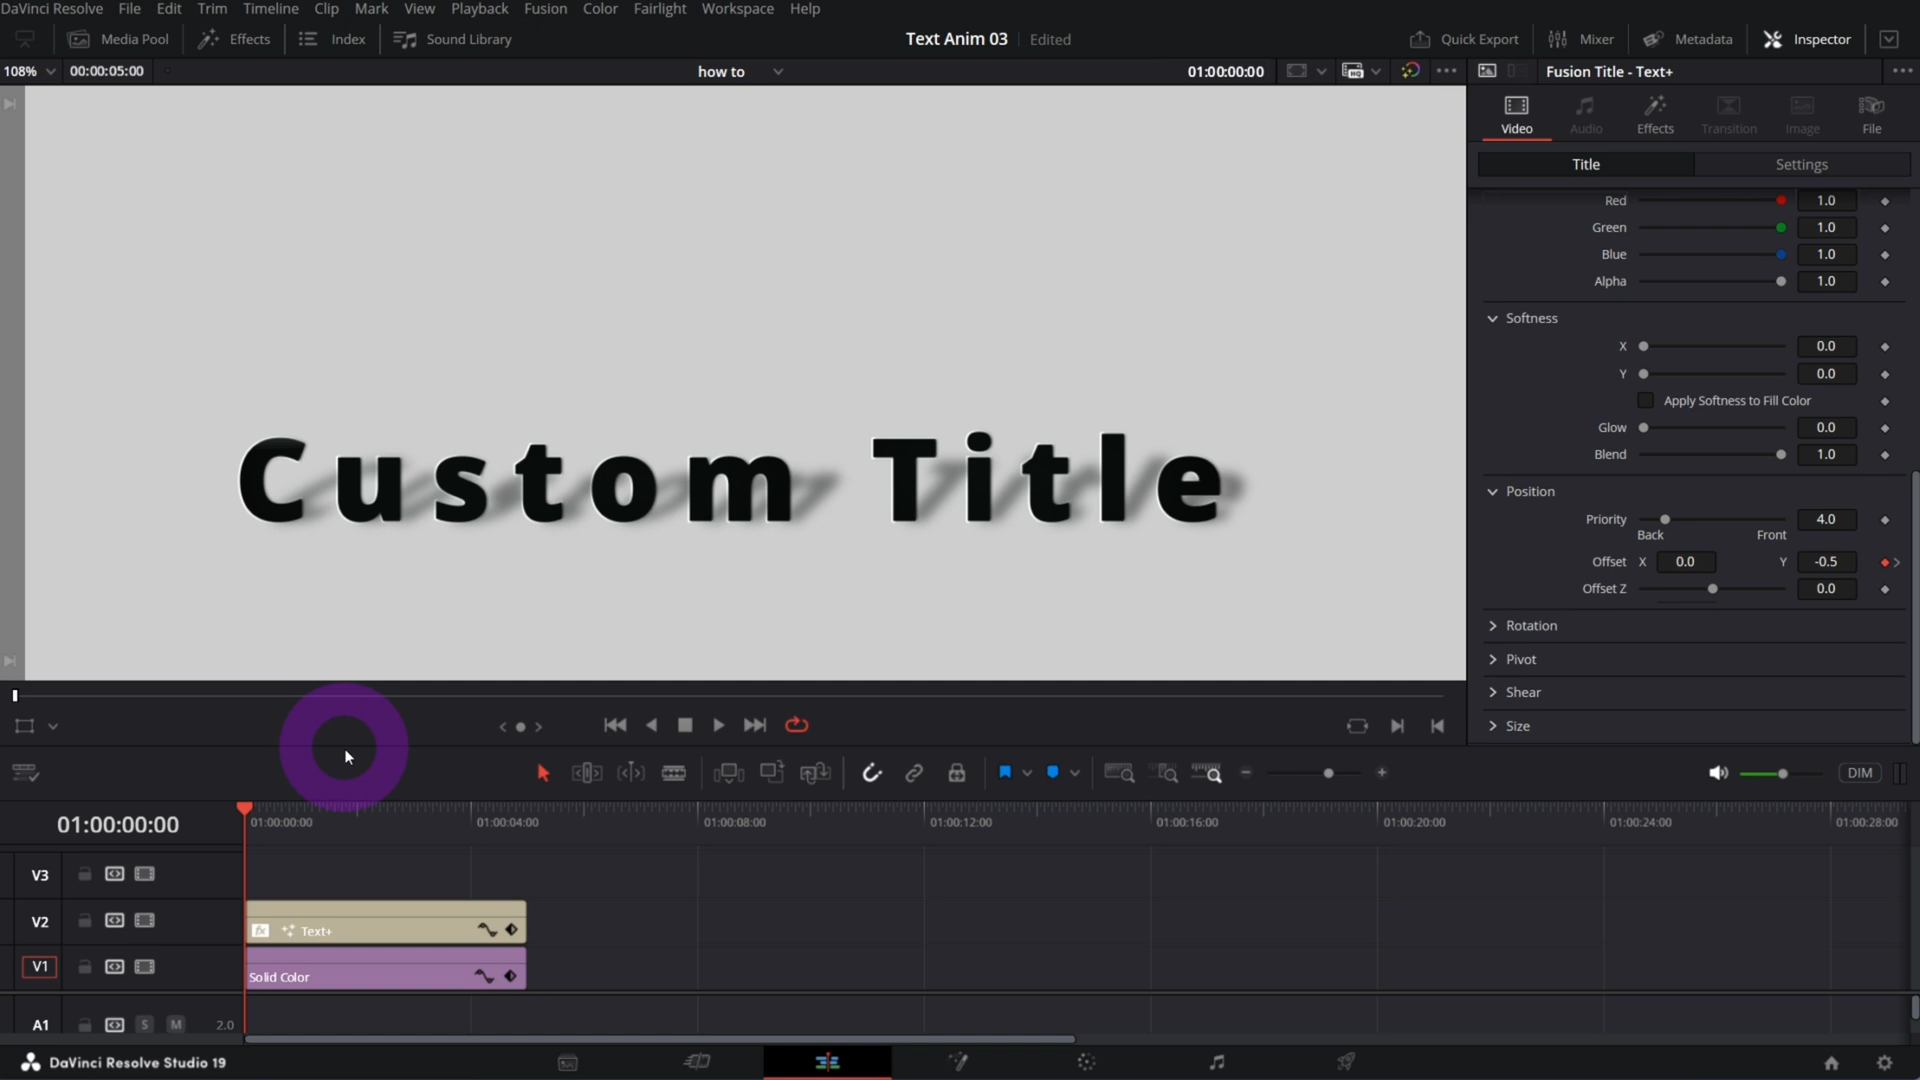 DaVinci Resolve File Edit Trim Timeline Clip Mark View Playback Fusion Color Fairlight Workspace Help
Media Pool Effects Index Sound Library Text Anim 03 Edited Quick Export Mixer Metadata Inspector
108% 00:00:05:00 how to 01:00:00:00 Fusion Title - Text+
Video Audio Effects Transition Image File
Title Settings
Red 1.0
Green 1.0
Blue 1.0
Alpha 1.0
Softness
X 0.0
Y 0.0
Apply Softness to Fill Color
Glow 0.0
Blend 1.0
Position
Priority 4.0
Back Front
Offset X 0.0 Y -0.5
Offset Z 0.0
Rotation
Pivot
Shear
Size
Custom Title
DIM
01:00:00:00 01:00:00:00 01:00:04:00 01:00:08:00 01:00:12:00 01:00:16:00 01:00:20:00 01:00:24:00 01:00:28:00
V3
V2 fx Text+
V1 Solid Color
A1 S M 2.0
DaVinci Resolve Studio 19